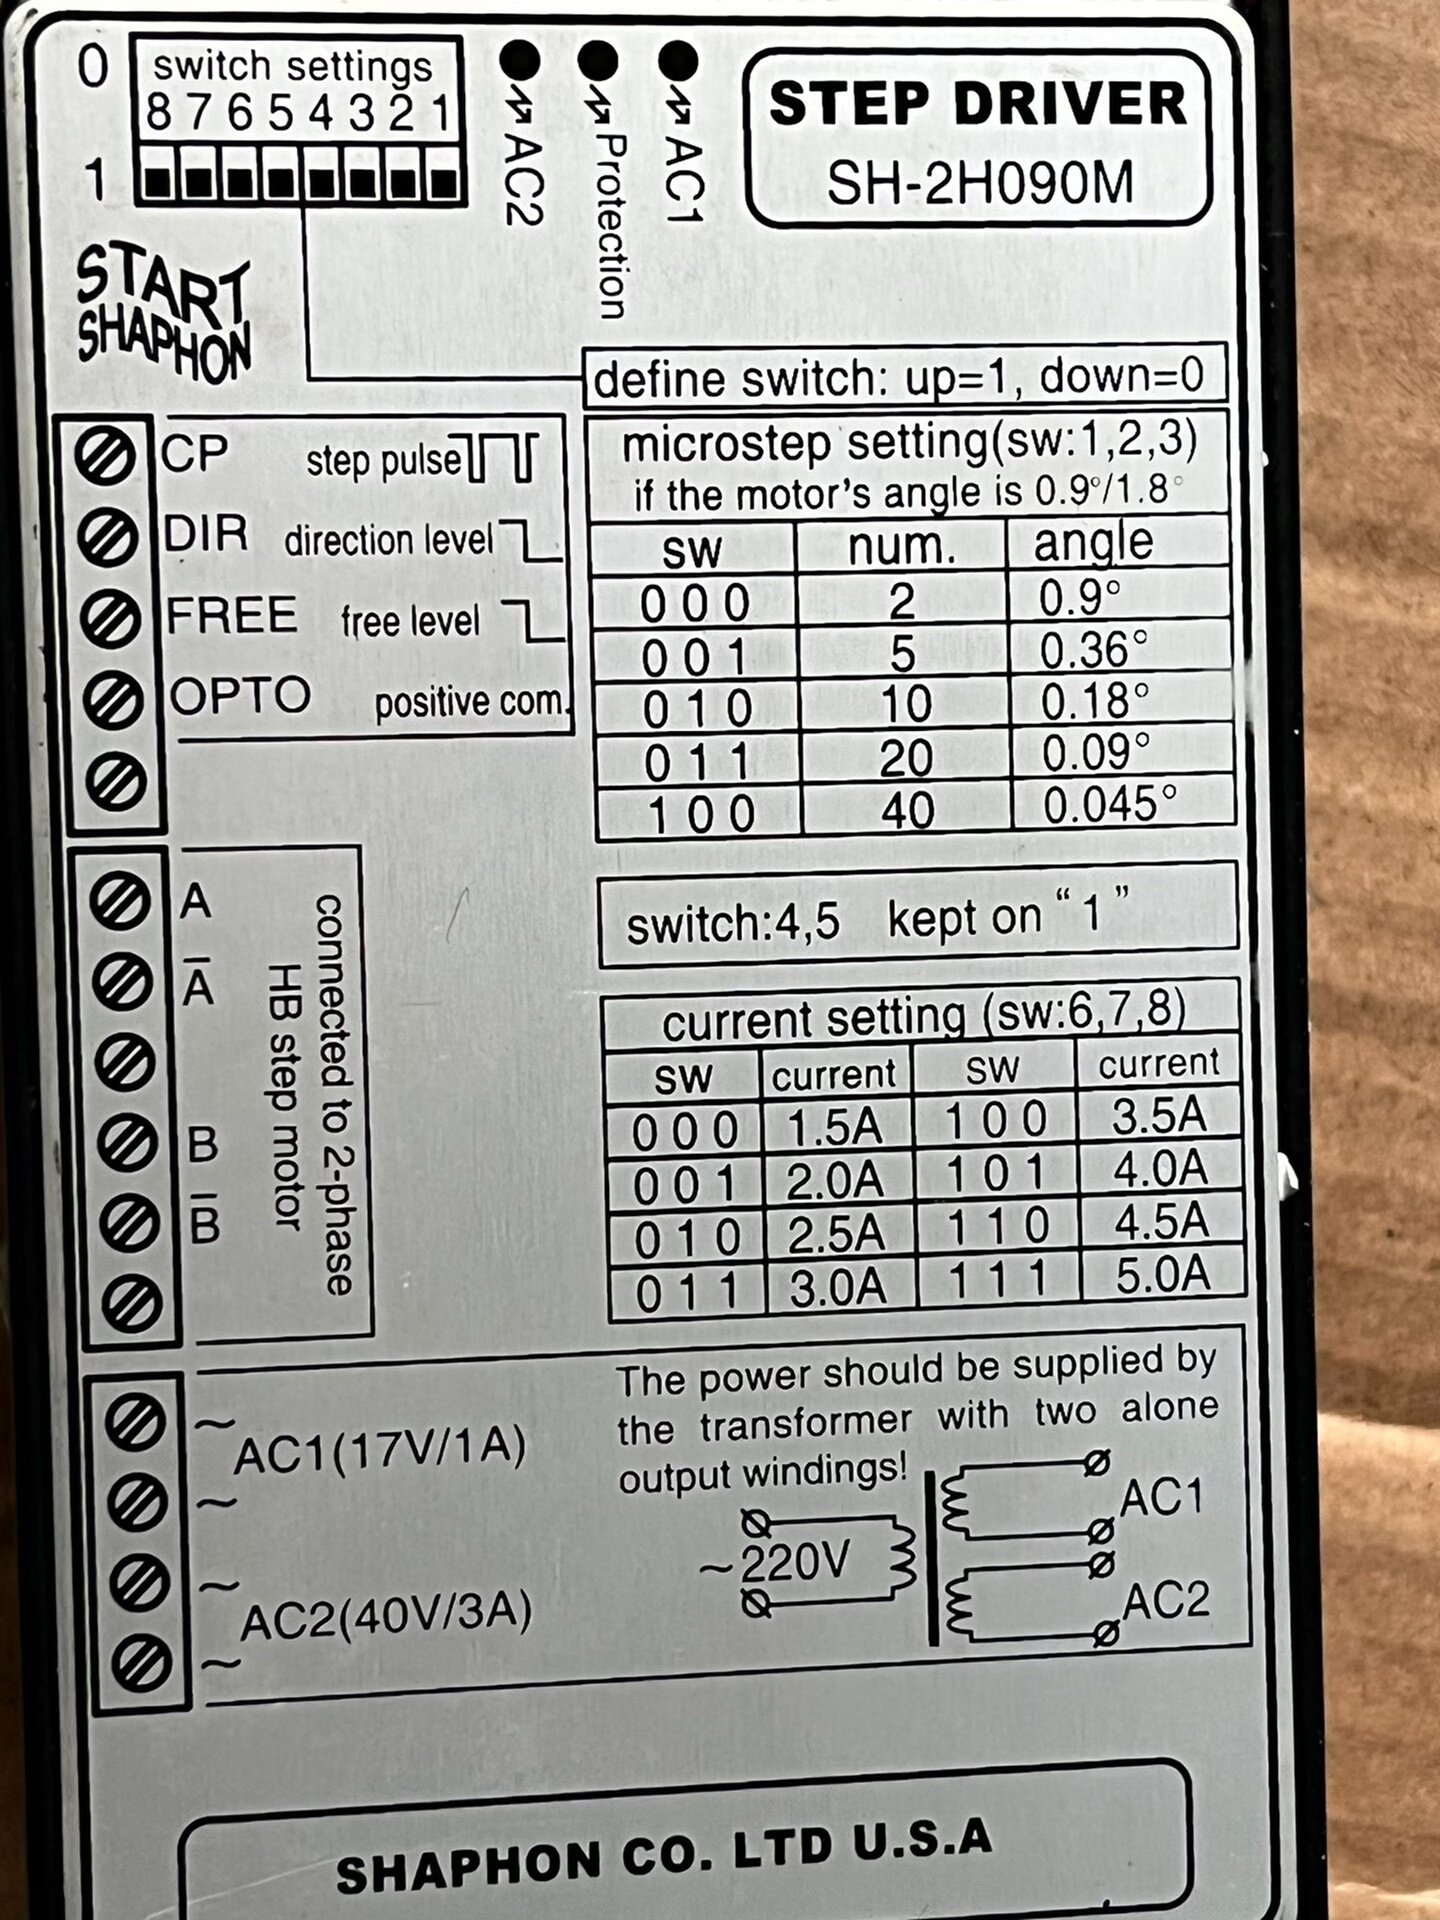 0
switch settings
8 7 6 5 4 3 2 1
1
AC2
Protection
AC1
STEP DRIVER
SH-2H090M
START
SHAPHON
define switch: up=1, down=0
CP step pulse
DIR direction level
FREE free level
OPTO positive com.
microstep setting(sw:1,2,3)
if the motor's angle is 0.9°/1.8°
sw num. angle
0 0 0 2 0.9°
0 0 1 5 0.36°
0 1 0 10 0.18°
0 1 1 20 0.09°
1 0 0 40 0.045°
A
A̅
B
B̅
connected to 2-phase
HB step motor
switch:4,5 kept on “1”
current setting (sw:6,7,8)
sw current sw current
0 0 0 1.5A 1 0 0 3.5A
0 0 1 2.0A 1 0 1 4.0A
0 1 0 2.5A 1 1 0 4.5A
0 1 1 3.0A 1 1 1 5.0A
~
AC1(17V/1A)
~
~
AC2(40V/3A)
~
The power should be supplied by
the transformer with two alone
output windings!
~220V
AC1
AC2
SHAPHON CO. LTD U.S.A